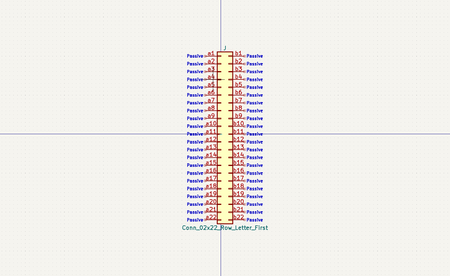 J
Passive a1 b1 Passive
Passive a2 b2 Passive
Passive a3 b3 Passive
Passive a4 b4 Passive
Passive a5 b5 Passive
Passive a6 b6 Passive
Passive a7 b7 Passive
Passive a8 b8 Passive
Passive a9 b9 Passive
Passive a10 b10 Passive
Passive a11 b11 Passive
Passive a12 b12 Passive
Passive a13 b13 Passive
Passive a14 b14 Passive
Passive a15 b15 Passive
Passive a16 b16 Passive
Passive a17 b17 Passive
Passive a18 b18 Passive
Passive a19 b19 Passive
Passive a20 b20 Passive
Passive a21 b21 Passive
Passive a22 b22 Passive
Conn_02x22_Row_Letter_First